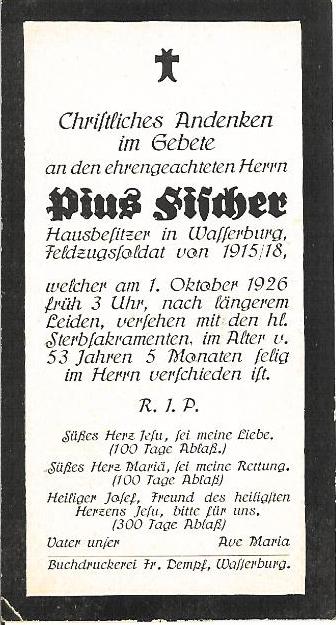 Chriſtliches Andenken
im Gebete
an den ehrengeachteten Herrn
Pius Fiſcher
Hausbeſitzer in Waſſerburg,
Feldzugsſoldat von 1915/18,
welcher am 1. Oktober 1926
früh 3 Uhr, nach längerem
Leiden, verſehen mit den hl.
Sterbſakramenten, im Alter v.
53 Jahren 5 Monaten ſelig
im Herrn verſchieden iſt.
R. I. P.
Süßes Herz Jeſu, ſei meine Liebe.
(100 Tage Ablaß.)
Süßes Herz Mariä, ſei meine Rettung.
(100 Tage Ablaß)
Heiliger Joſef, Freund des heiligſten
Herzens Jeſu, bitte für uns.
(300 Tage Ablaß)
Vater unſer Ave Maria
Buchdruckerei Fr. Dempf, Waſſerburg.